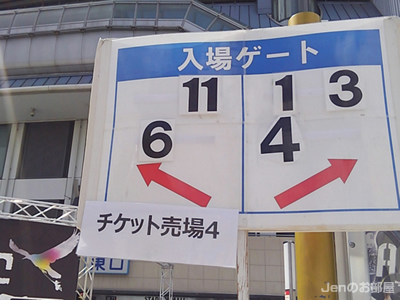 入場ゲート
11 1 3
6 4
チケット売場4
東口
Jenのお部屋